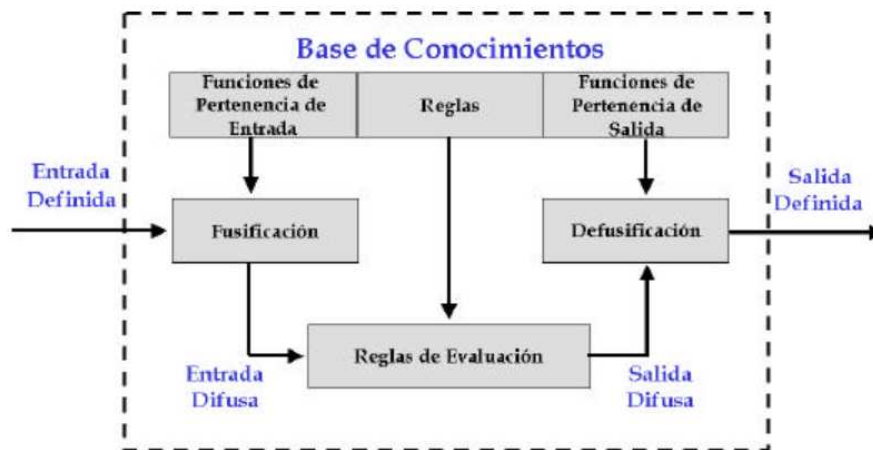 Base de Conocimientos
Funciones de
Pertenencia de
Entrada
Reglas
Funciones de
Pertenencia de
Salida
Entrada
Definida
Fusificación
Defusificación
Salida
Definida
Reglas de Evaluación
Entrada
Difusa
Salida
Difusa